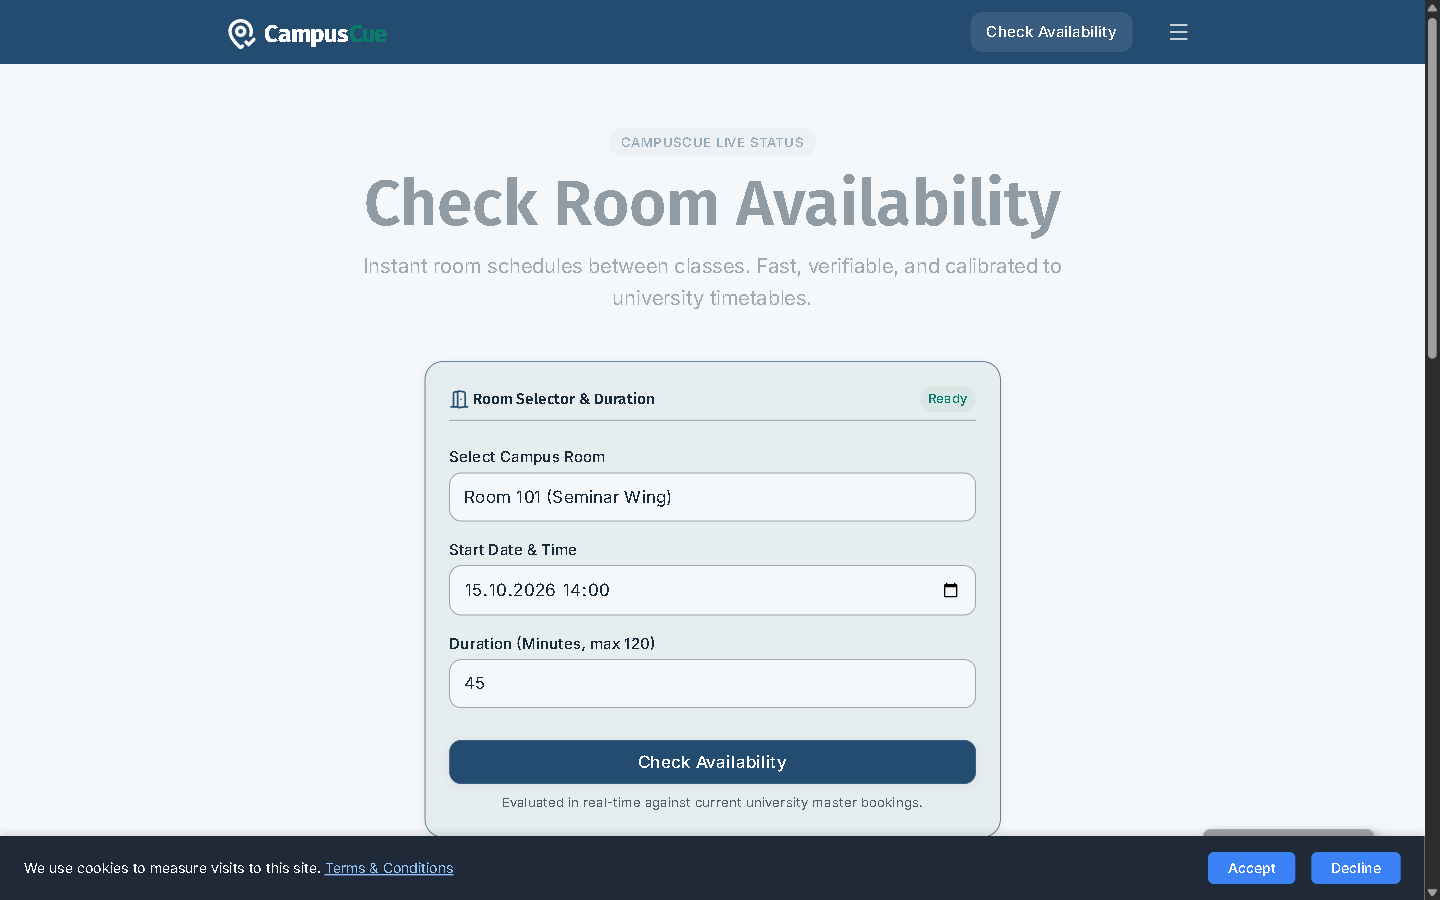 CampusCue
Check Availability
CAMPUSCUE LIVE STATUS
Check Room Availability
Instant room schedules between classes. Fast, verifiable, and calibrated to
university timetables.
Room Selector & Duration
Ready
Select Campus Room
Room 101 (Seminar Wing)
Start Date & Time
15.10.2026 14:00
Duration (Minutes, max 120)
45
Check Availability
Evaluated in real-time against current university master bookings.
We use cookies to measure visits to this site. Terms & Conditions
Accept
Decline